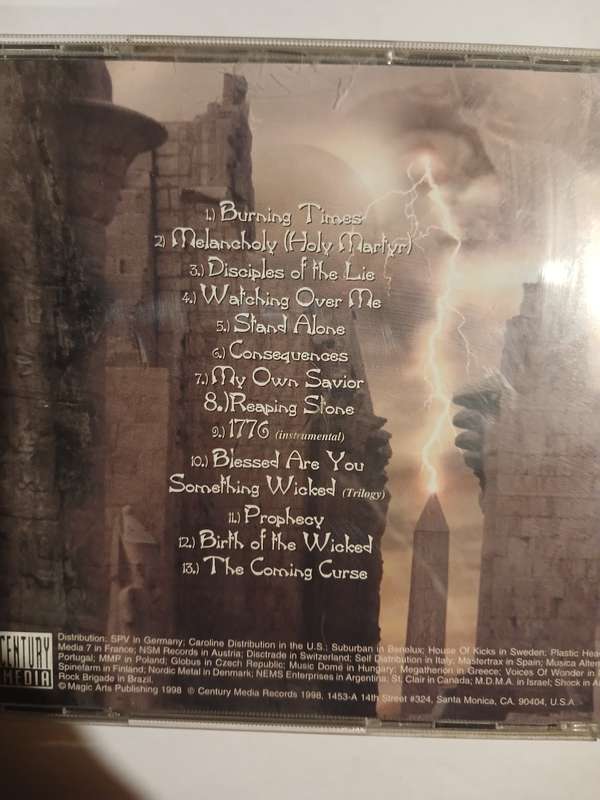 1.) Burning Times
2) Melancholy (Holy Martyr)
3.) Disciples of the Lie
4.) Watching Over Me
5.) Stand Alone
6.) Consequences
7.) My Own Savior
8.) Reaping Stone
9.) 1776 (instrumental)
10.) Blessed Are You
Something Wicked (Trilogy)
11.) Prophecy
12.) Birth of the Wicked
13.) The Coming Curse
CENTURY
MEDIA
Distribution: SPV in Germany; Caroline Distribution in the U.S.; Suburban in Benelux; House Of Kicks in Sweden; Plastic
Media 7 in France; NSM Records in Austria; Disctrade in Switzerland; Self Distribution in Italy; Mastertrax in Spain; Musica
Portugal; MMP in Poland; Globus in Czech Republic; Music Dome in Hungary; Megatherion in Greece; Voices Of Wonder in
Spinefarm in Finland; Nordic Metal in Denmark; NEMS Enterprises in Argentina; St. Clair in Canada; M.D.M.A. in Israel; Shock in
Rock Brigade in Brazil.
© Magic Arts Publishing 1998 ℗ Century Media Records 1998, 1453-A 14th Street #324, Santa Monica, CA. 90404, U.S.A.